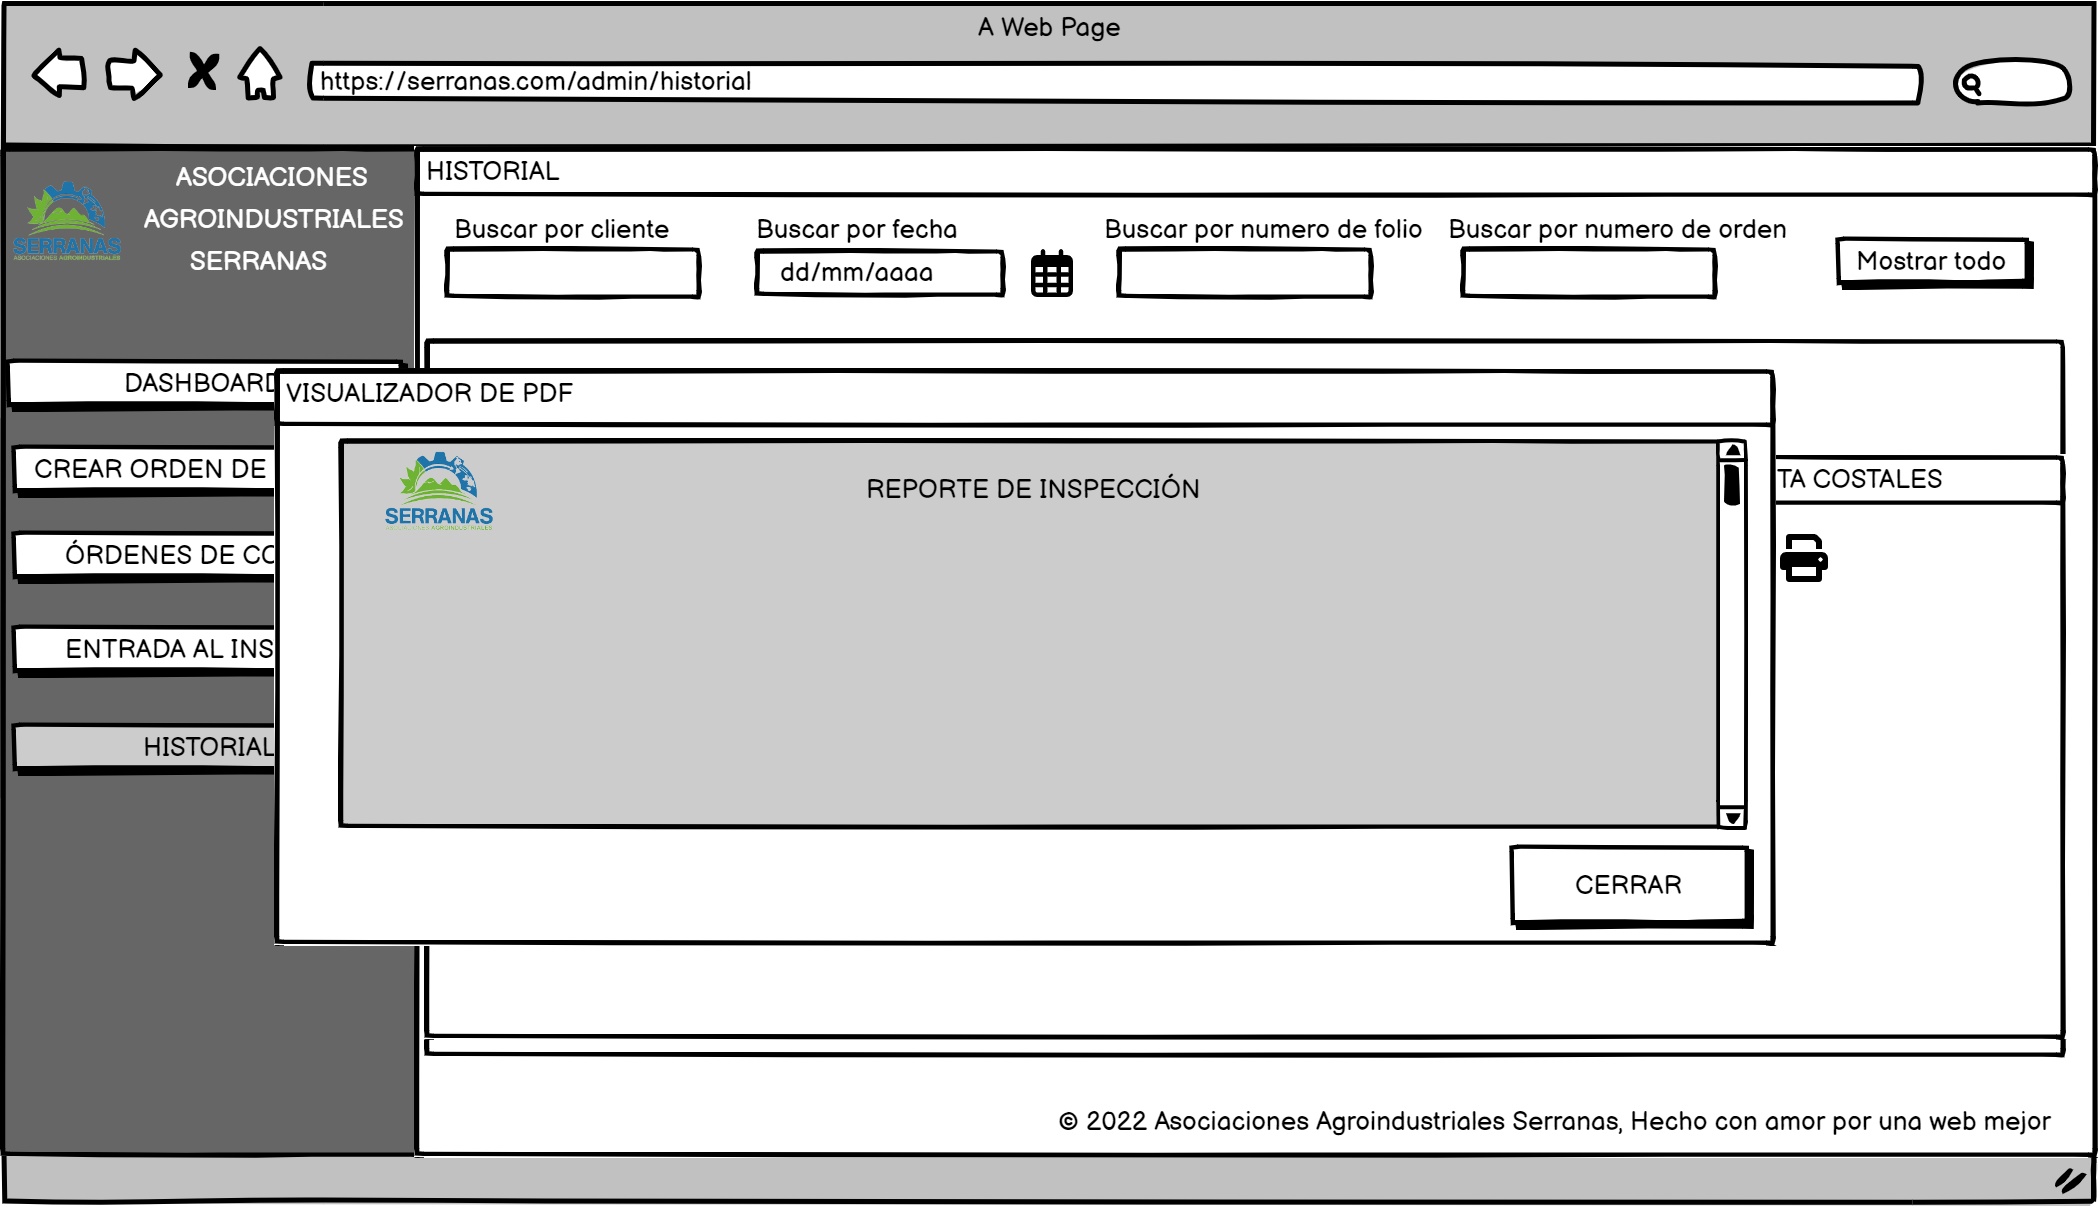 A Web Page
https://serranas.com/admin/historial
ASOCIACIONES
AGROINDUSTRIALES
SERRANAS
SERRANAS
ASOCIACIONES AGROINDUSTRIALES
DASHBOARD
CREAR ORDEN DE
ÓRDENES DE
ENTRADA AL
HISTORIAL
HISTORIAL
Buscar por cliente
Buscar por fecha
Buscar por numero de folio
Buscar por numero de orden
dd/mm/aaaa
Mostrar todo
VISUALIZADOR DE PDF
SERRANAS
ASOCIACIONES AGROINDUSTRIALES
REPORTE DE INSPECCIÓN
COSTALES
CERRAR
© 2022 Asociaciones Agroindustriales Serranas, Hecho con amor por una web mejor